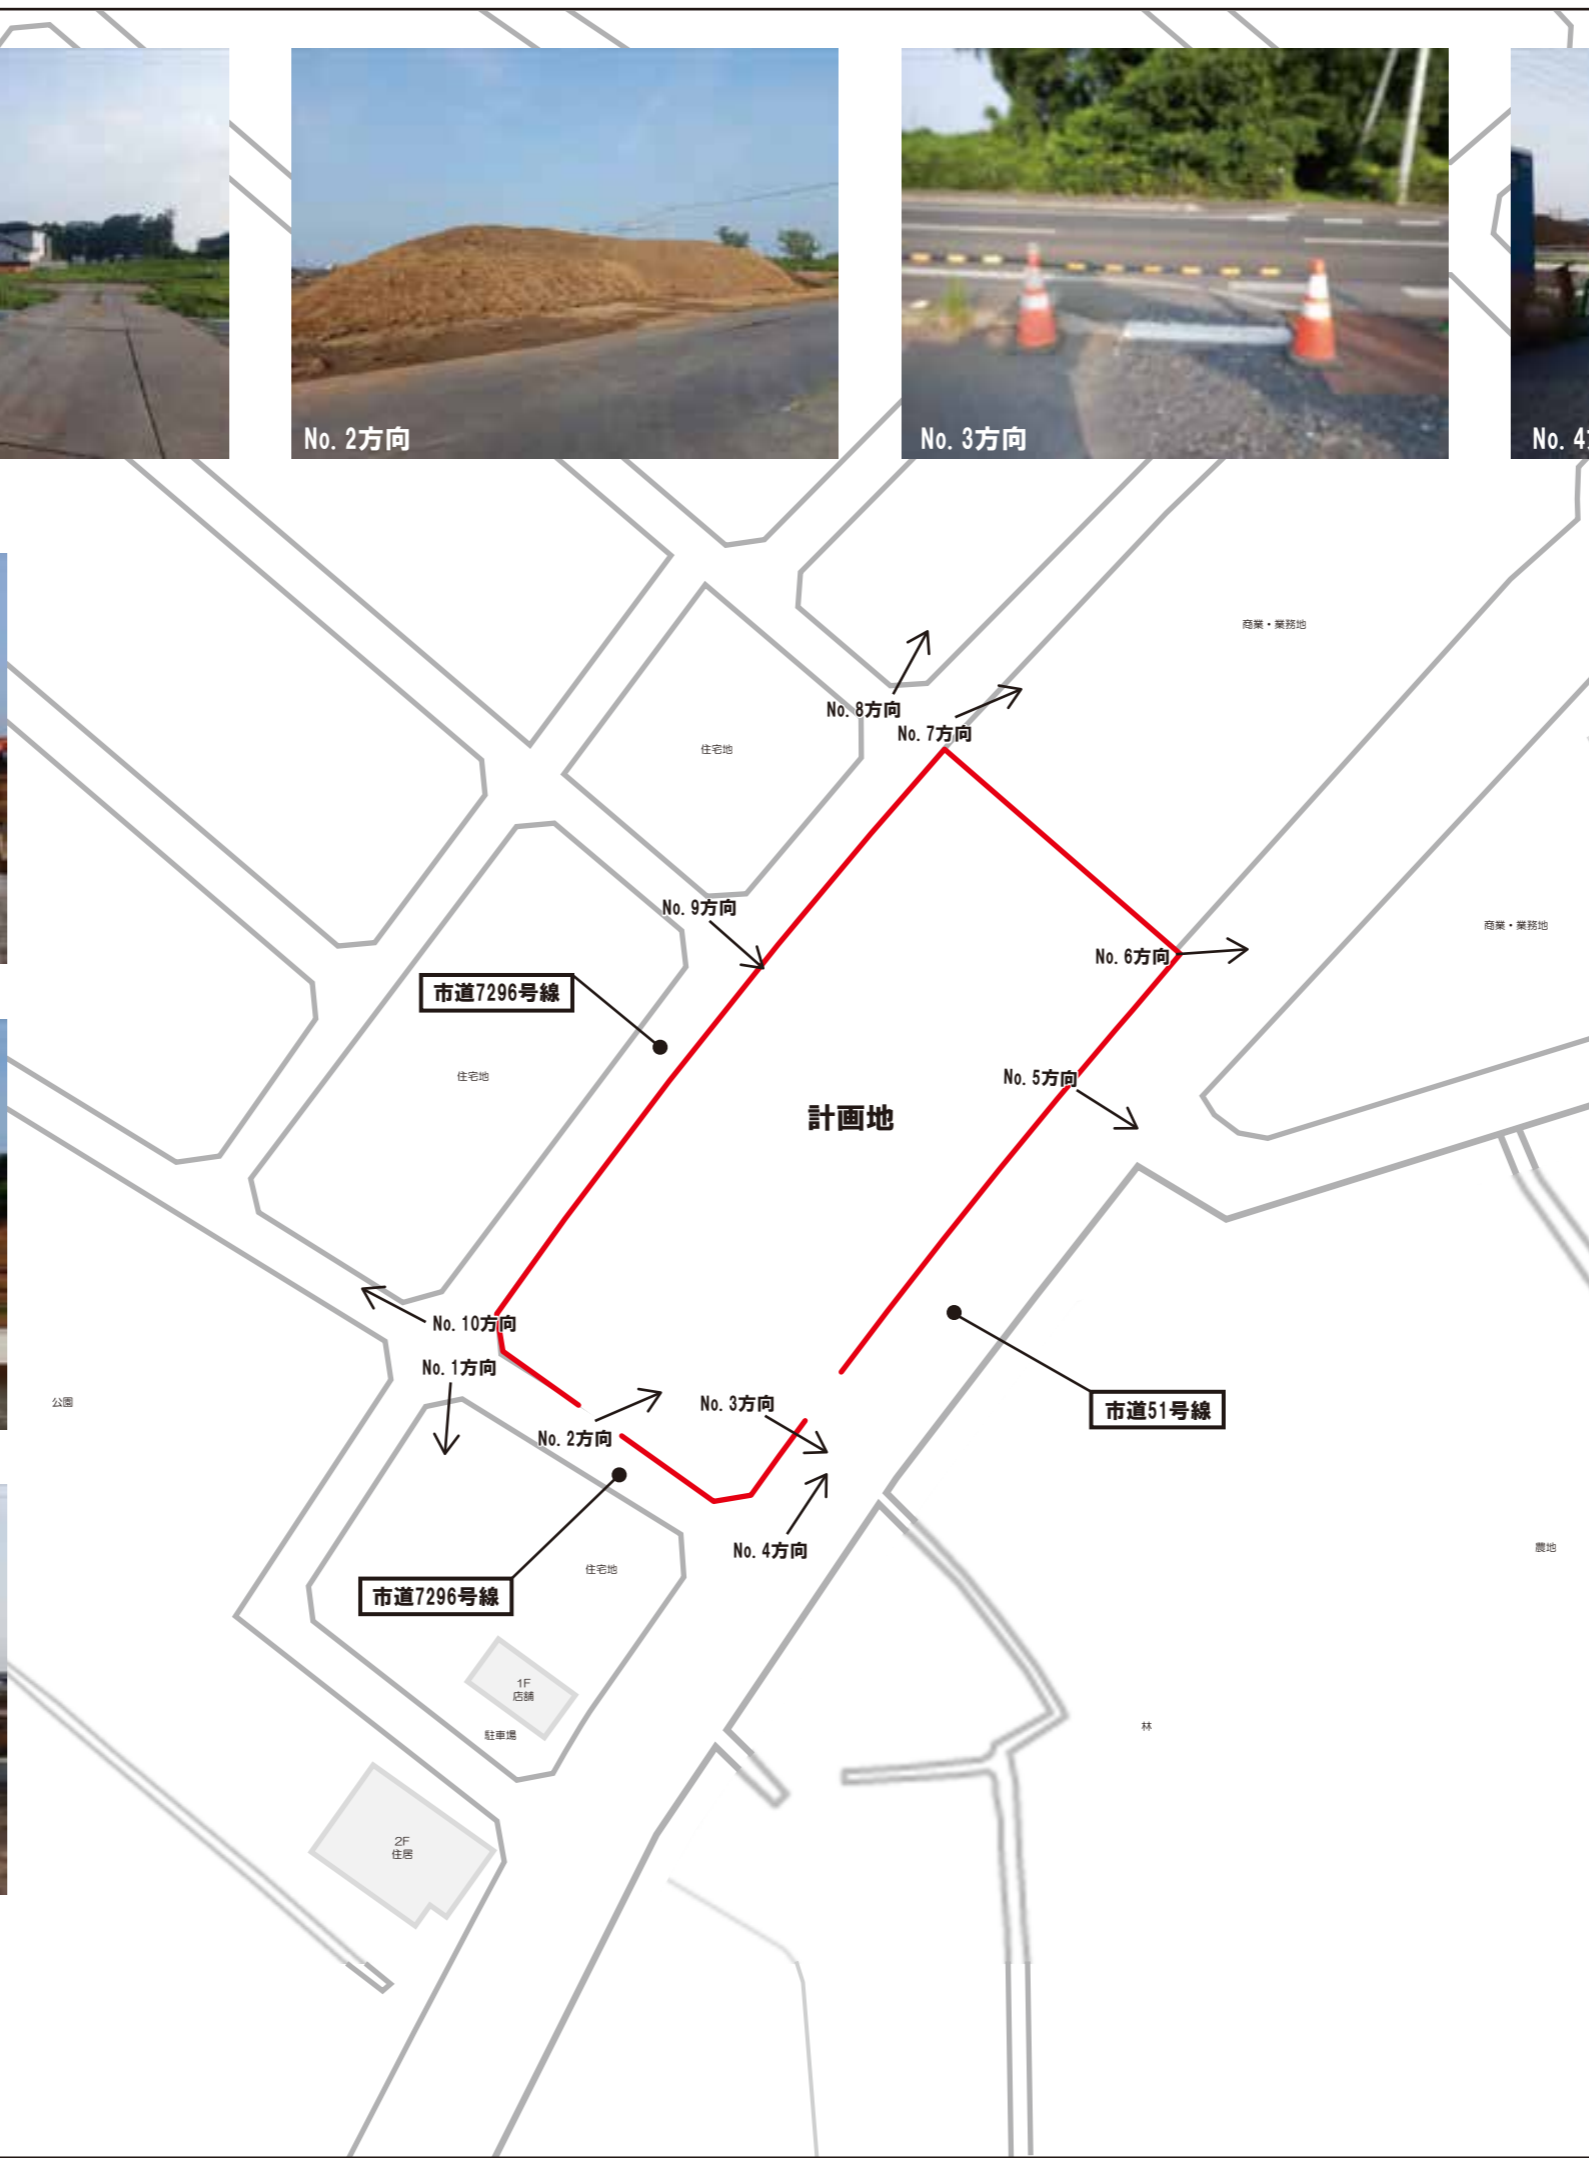 No. 2方向
No. 3方向
No. 4
商業・業務地
No. 8方向
No. 7方向
住宅地
No. 9方向
商業・業務地
No. 6方向
市道7296号線
住宅地
No. 5方向
計画地
No. 10方向
No. 1方向
公園
No. 3方向
市道51号線
No. 2方向
No. 4方向
農地
住宅地
市道7296号線
1F
店舗
駐車場
林
2F
住居